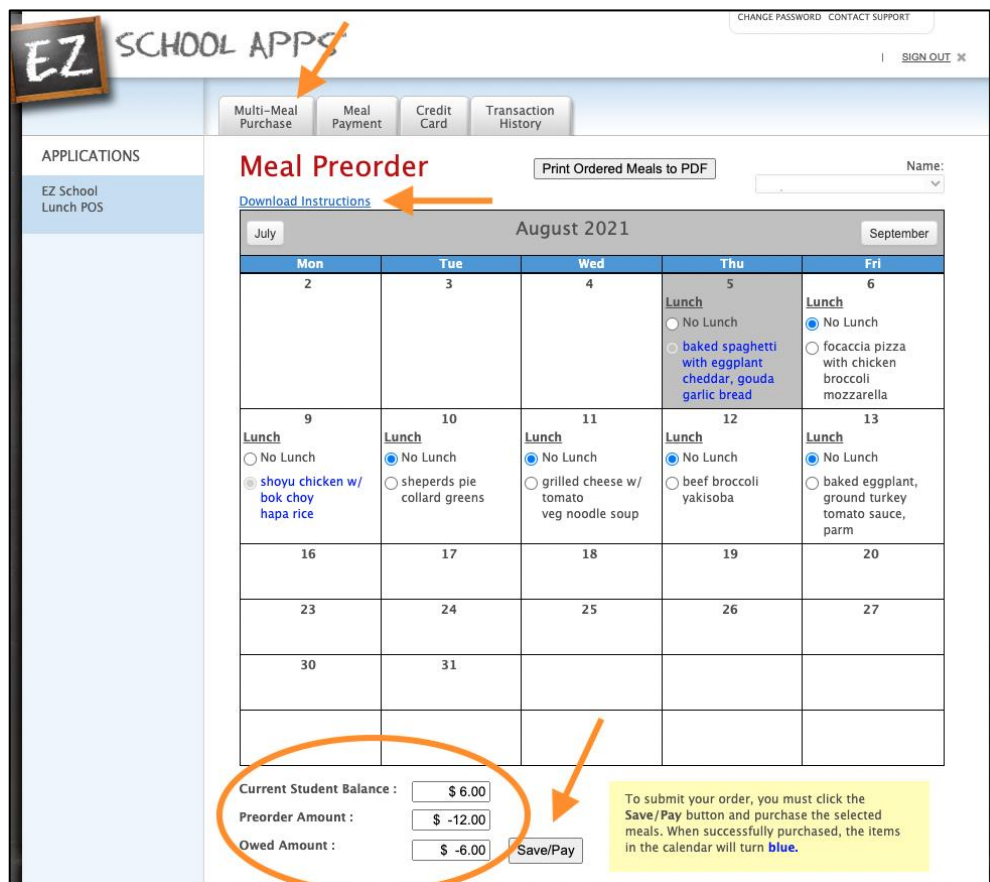 CHANGE PASSWORD CONTACT SUPPORT
EZ SCHOOL APPS
| SIGN OUT ✖
Multi-Meal Purchase
Meal Payment
Credit Card
Transaction History
APPLICATIONS
EZ School
Lunch POS
Meal Preorder
Print Ordered Meals to PDF
Name:
Download Instructions
July
August 2021
September
Mon Tue Wed Thu Fri
2
3
4
5
Lunch
No Lunch
baked spaghetti
with eggplant
cheddar, gouda
garlic bread
6
Lunch
No Lunch
focaccia pizza
with chicken
broccoli
mozzarella
9
Lunch
No Lunch
shoyu chicken w/
bok choy
hapa rice
10
Lunch
No Lunch
sheperds pie
collard greens
11
Lunch
No Lunch
grilled cheese w/
tomato
veg noodle soup
12
Lunch
No Lunch
beef broccoli
yakisoba
13
Lunch
No Lunch
baked eggplant,
ground turkey
tomato sauce,
parm
16 17 18 19 20
23 24 25 26 27
30 31
Current Student Balance : $ 6.00
Preorder Amount : $ -12.00
Owed Amount : $ -6.00
Save/Pay
To submit your order, you must click the
Save/Pay button and purchase the selected
meals. When successfully purchased, the items
in the calendar will turn blue.